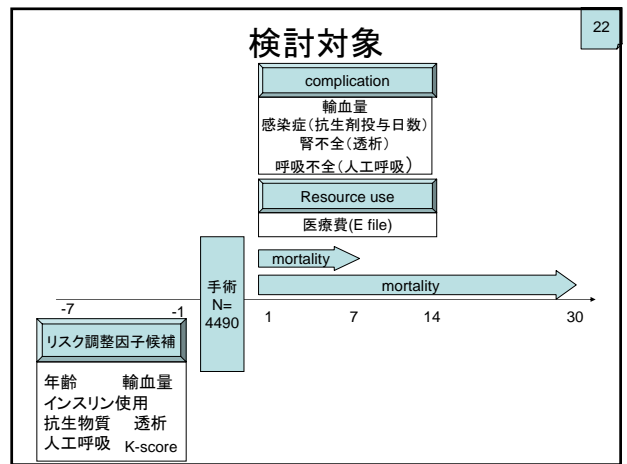 22
検討対象
complication
輸血量
感染症(抗生剤投与日数)
腎不全(透析)
呼吸不全(人工呼吸)
Resource use
医療費(E file)
mortality
mortality
手術
N=
4490
-7
-1
1
7
14
30
リスク調整因子候補
年齢 輸血量
インスリン使用
抗生物質 透析
人工呼吸 K-score